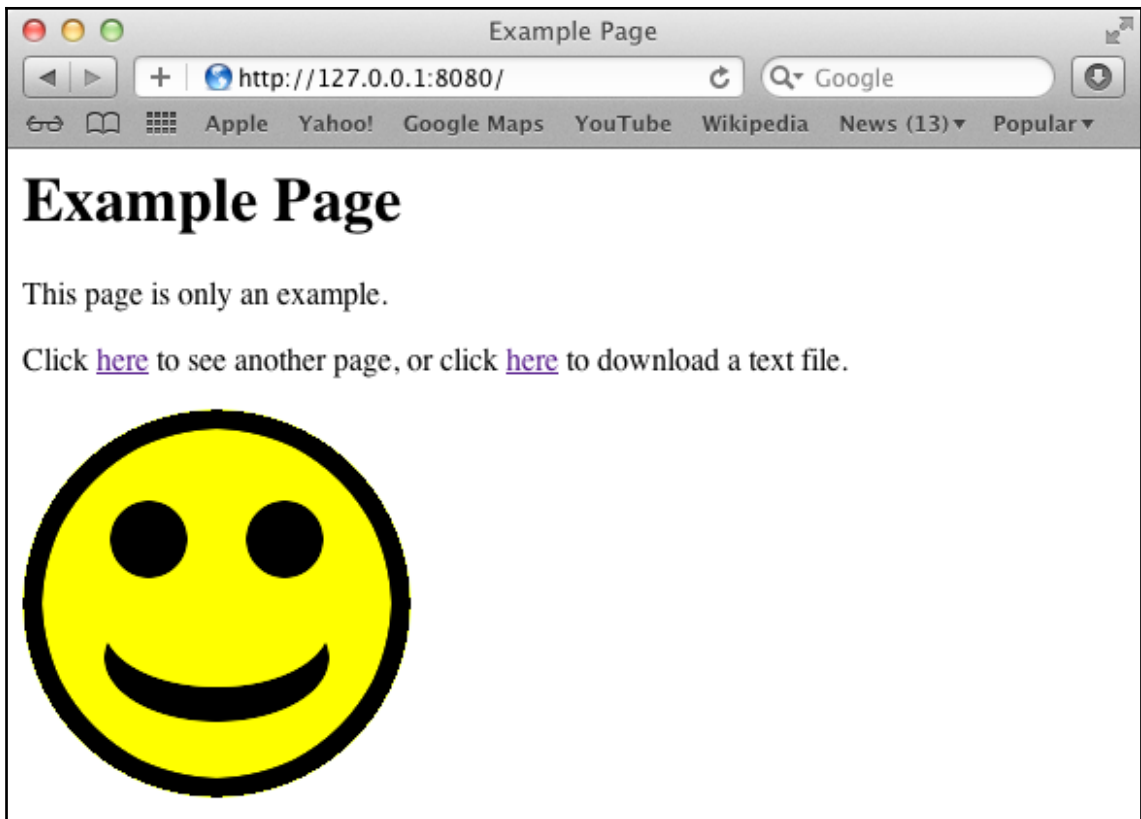 Example Page
http://127.0.0.1:8080/ Google
Apple Yahoo! Google Maps YouTube Wikipedia News (13) Popular
Example Page
This page is only an example.
Click here to see another page, or click here to download a text file.